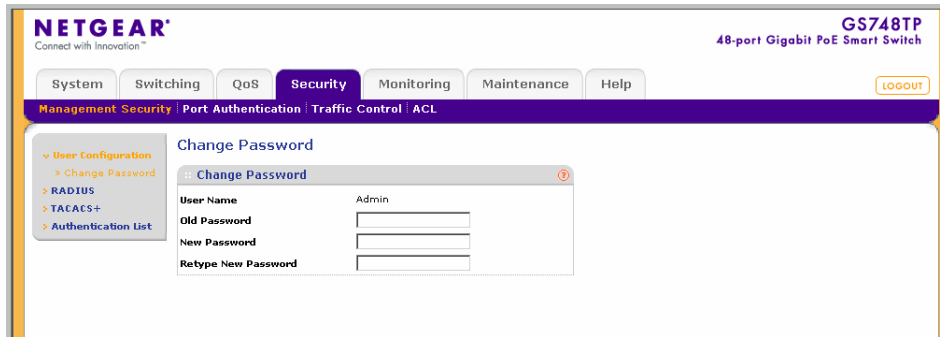 NETGEAR®
Connect with Innovation™
GS748TP
48-port Gigabit PoE Smart Switch
System Switching QoS Security Monitoring Maintenance Help
LOGOUT
Management Security Port Authentication Traffic Control ACL
User Configuration
Change Password
RADIUS
TACACS+
Authentication List
Change Password
Change Password ?
User Name Admin
Old Password
New Password
Retype New Password